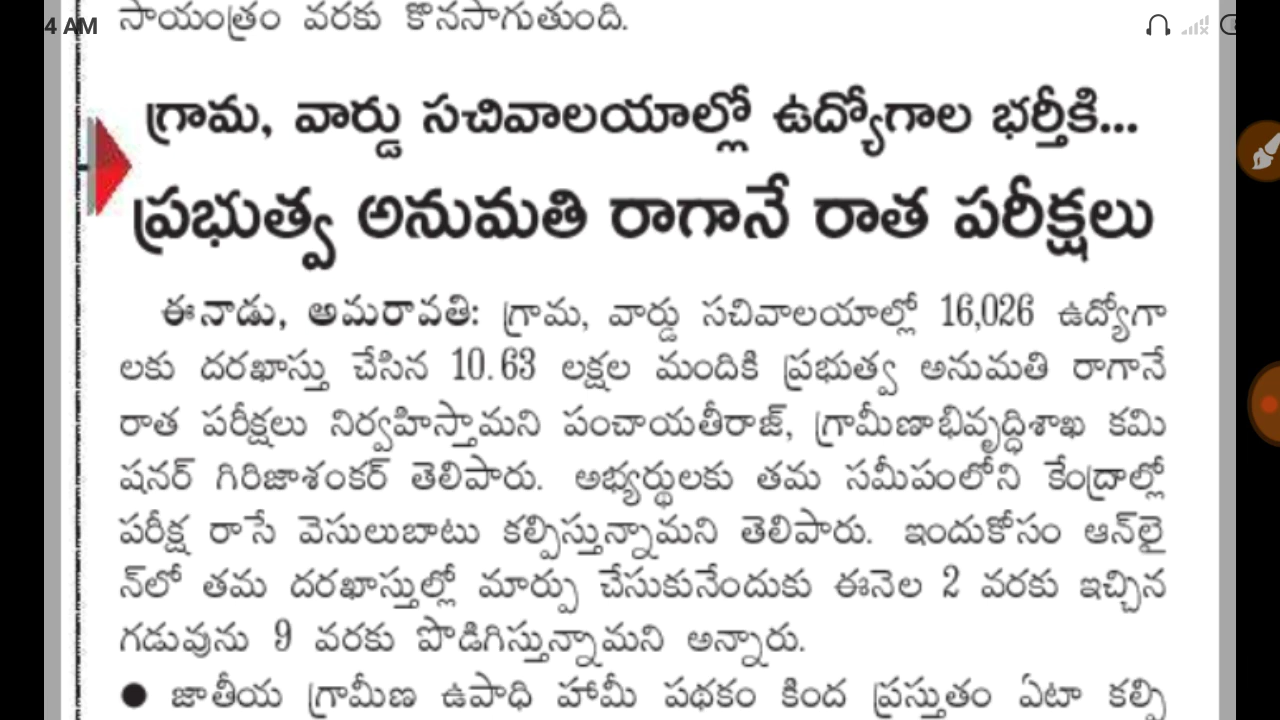 4 AM
సాయంత్రం వరకు కొనసాగుతుంది.
గ్రామ, వార్డు సచివాలయాల్లో ఉద్యోగాల భర్తీకి...
ప్రభుత్వ అనుమతి రాగానే రాత పరీక్షలు
ఈనాడు, అమరావతి: గ్రామ, వార్డు సచివాలయాల్లో 16,026 ఉద్యోగా
లకు దరఖాస్తు చేసిన 10.63 లక్షల మందికి ప్రభుత్వ అనుమతి రాగానే
రాత పరీక్షలు నిర్వహిస్తామని పంచాయతీరాజ్, గ్రామీణాభివృద్ధిశాఖ కమి
షనర్ గిరిజాశంకర్ తెలిపారు. అభ్యర్థులకు తమ సమీపంలోని కేంద్రాల్లో
పరీక్ష రాసే వెసులుబాటు కల్పిస్తున్నామని తెలిపారు. ఇందుకోసం ఆన్‌లై
న్‌లో తమ దరఖాస్తుల్లో మార్పు చేసుకునేందుకు ఈనెల 2 వరకు ఇచ్చిన
గడువును 9 వరకు పొడిగిస్తున్నామని అన్నారు.
● జాతీయ గ్రామీణ ఉపాధి హామీ పథకం కింద ప్రస్తుతం ఏటా కల్పి